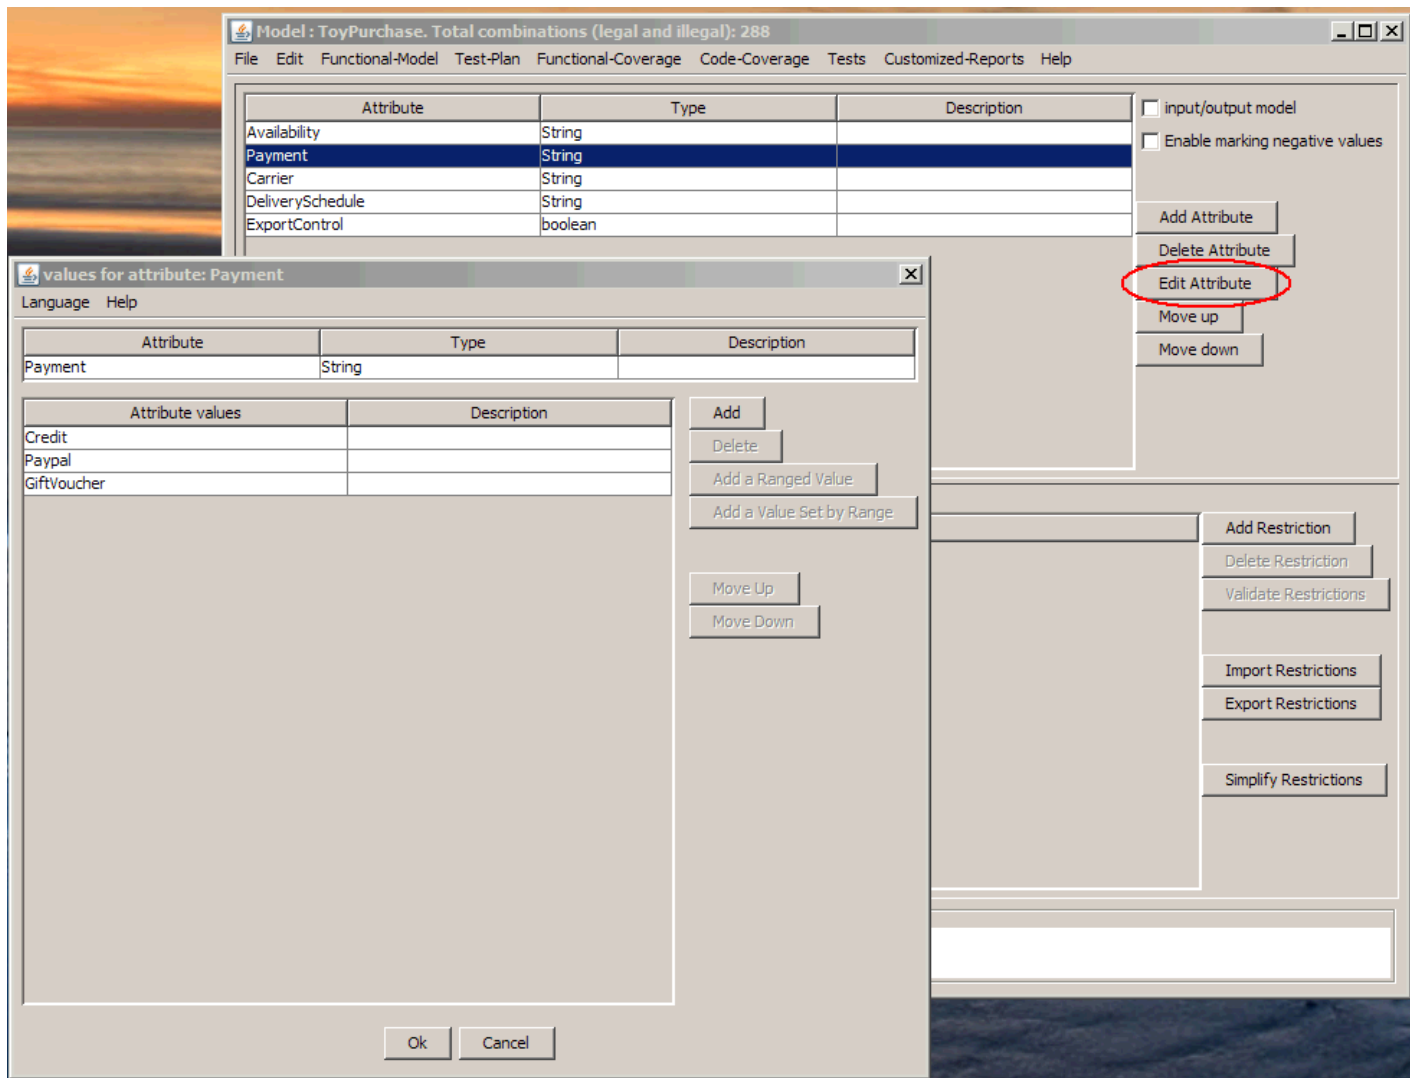 Model : ToyPurchase. Total combinations (legal and illegal): 288
File Edit Functional-Model Test-Plan Functional-Coverage Code-Coverage Tests Customized-Reports Help
Attribute Type Description
Availability String
Payment String
Carrier String
DeliverySchedule String
ExportControl boolean
input/output model
Enable marking negative values
Add Attribute
Delete Attribute
Edit Attribute
Move up
Move down
values for attribute: Payment
Language Help
Attribute Type Description
Payment String
Attribute values Description
Credit
Paypal
GiftVoucher
Add
Delete
Add a Ranged Value
Add a Value Set by Range
Move Up
Move Down
Ok Cancel
Add Restriction
Delete Restriction
Validate Restrictions
Import Restrictions
Export Restrictions
Simplify Restrictions